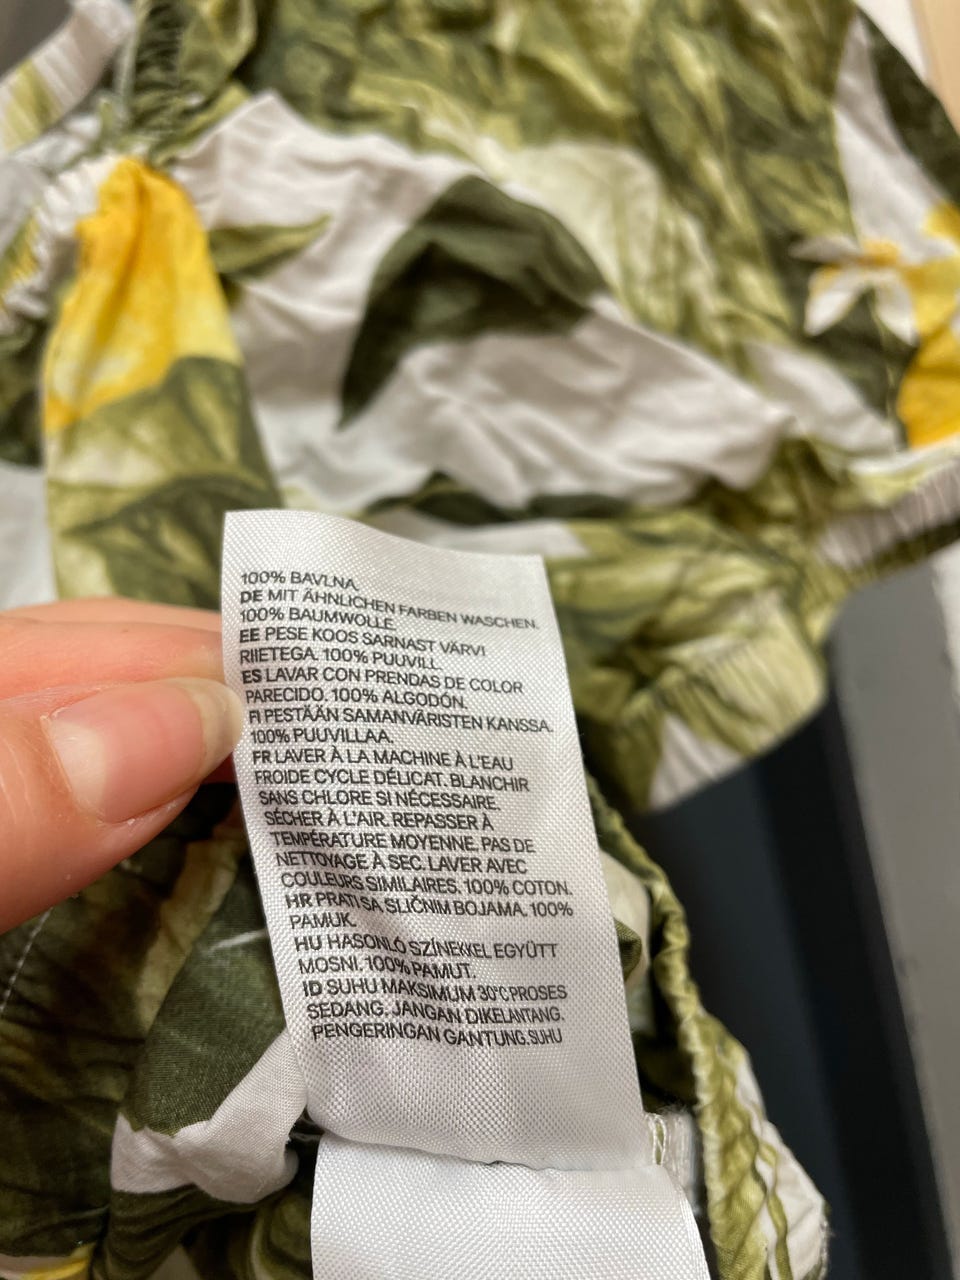 100% BAVLNA.
DE MIT ÄHNLICHEN FARBEN WASCHEN.
100% BAUMWOLLE.
EE PESE KOOS SARNAST VÄRVI
RIIETEGA. 100% PUUVILL.
ES LAVAR CON PRENDAS DE COLOR
PARECIDO. 100% ALGODÓN.
FI PESTÄÄN SAMANVÄRISTEN KANSSA.
100% PUUVILLAA.
FR LAVER À LA MACHINE À L'EAU
FROIDE CYCLE DÉLICAT. BLANCHIR
SANS CHLORE SI NÉCESSAIRE.
SÉCHER À L'AIR. REPASSER À
TEMPÉRATURE MOYENNE. PAS DE
NETTOYAGE À SEC. LAVER AVEC
COULEURS SIMILAIRES. 100% COTON.
HR PRATI SA SLIČNIM BOJAMA. 100%
PAMUK.
HU HASONLÓ SZÍNEKKEL EGYÜTT
MOSNI. 100% PAMUT.
ID SUHU MAKSIMUM 30°C PROSES
SEDANG. JANGAN DIKELANTANG.
PENGERINGAN GANTUNG.SUHU